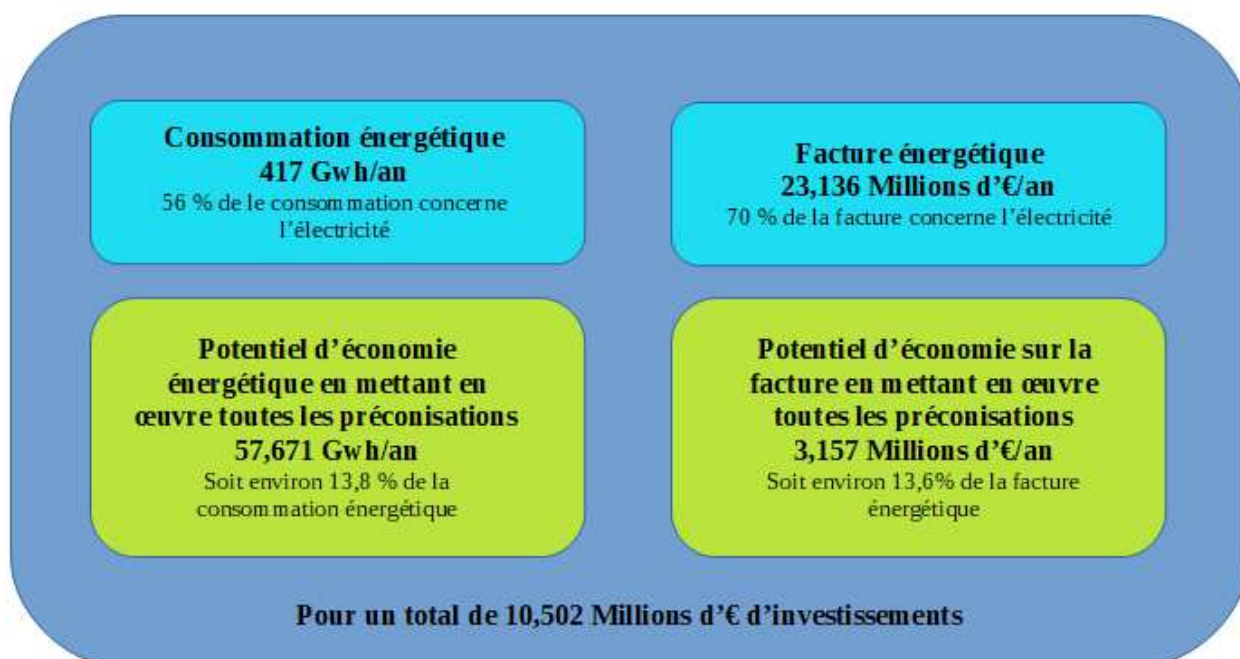 Consommation énergétique
417 Gwh/an
56 % de le consommation concerne
l’électricité
Facture énergétique
23,136 Millions d’€/an
70 % de la facture concerne l’électricité
Potentiel d’économie
énergétique en mettant en
œuvre toutes les préconisations
57,671 Gwh/an
Soit environ 13,8 % de la
consommation énergétique
Potentiel d’économie sur la
facture en mettant en œuvre
toutes les préconisations
3,157 Millions d’€/an
Soit environ 13,6% de la facture
énergétique
Pour un total de 10,502 Millions d’€ d’investissements